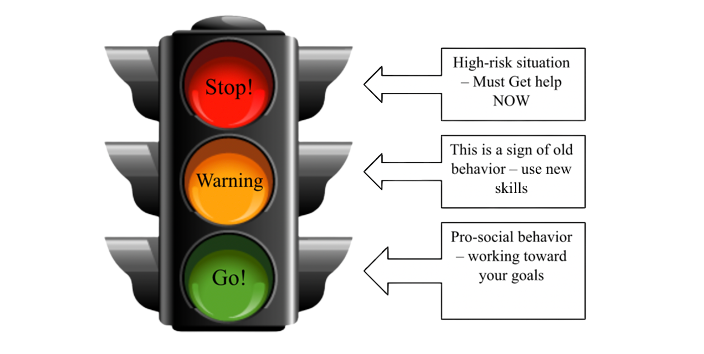 Stop!
High-risk situation
– Must Get help
NOW
Warning
This is a sign of old
behavior – use new
skills
Go!
Pro-social behavior
– working toward
your goals